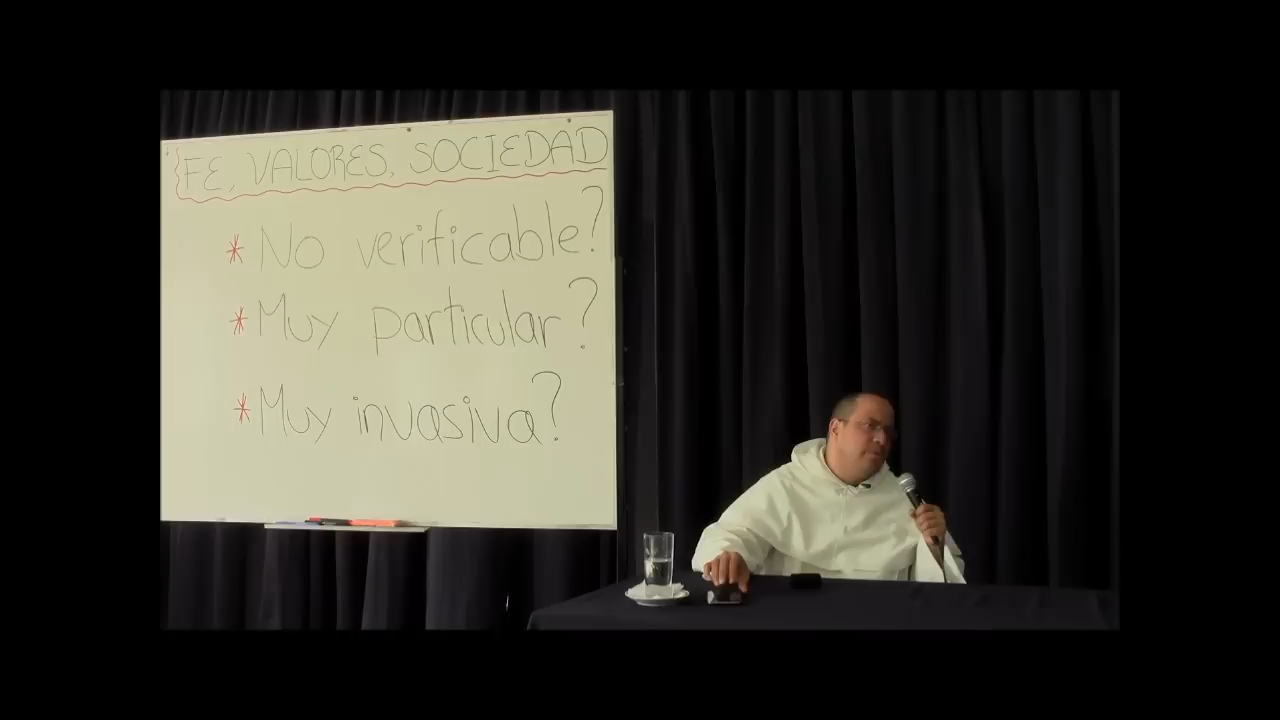 FE, VALORES, SOCIEDAD
* No verificable?
* Muy particular?
* Muy invasiva?